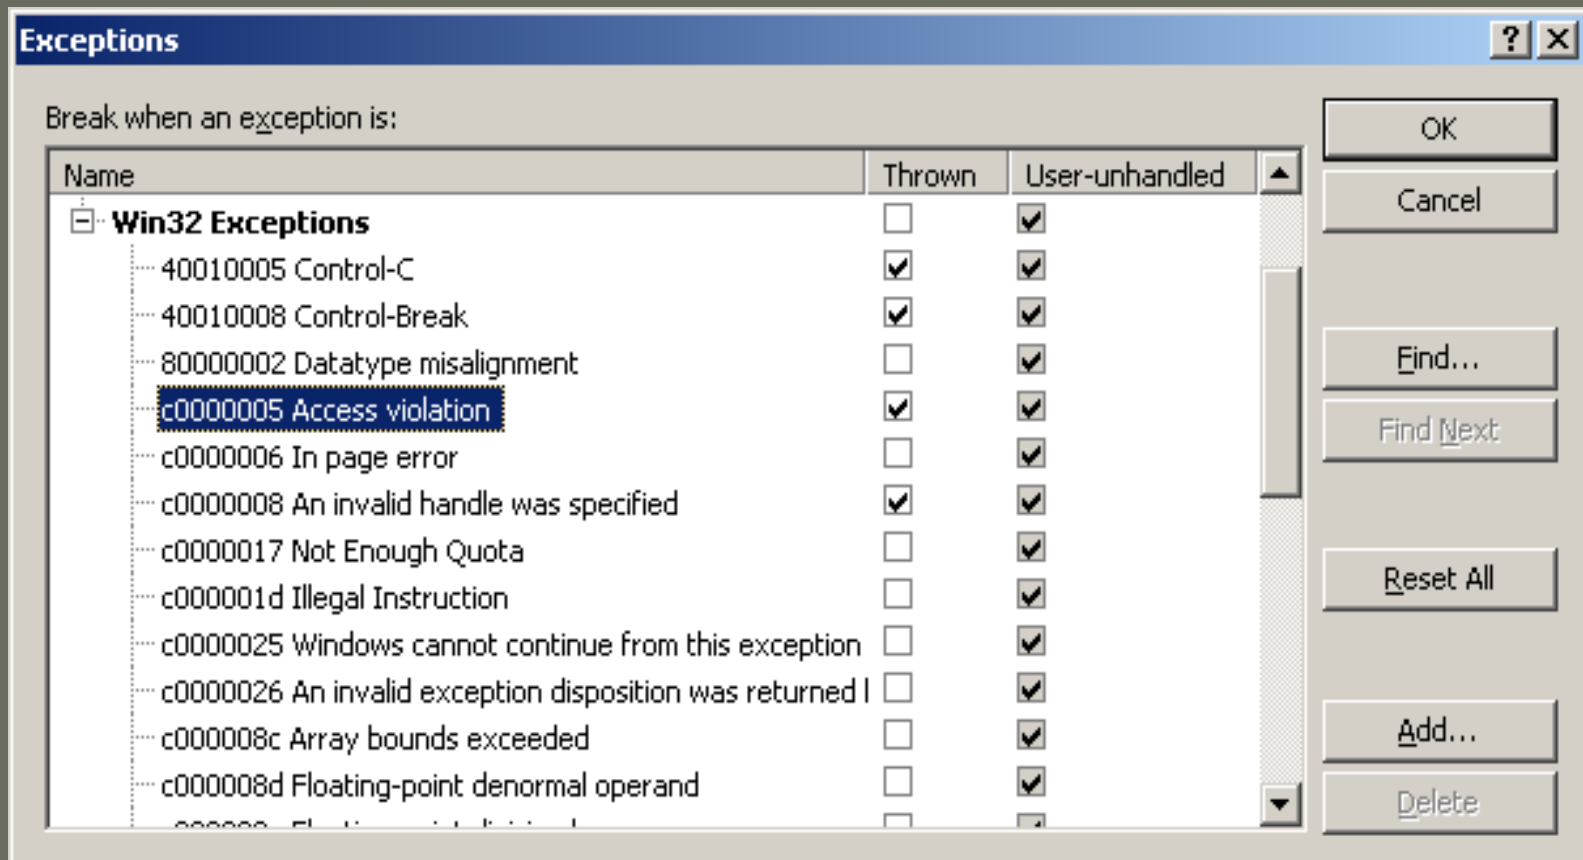 Exceptions
Break when an exception is:
Name Thrown User-unhandled
Win32 Exceptions
40010005 Control-C
40010008 Control-Break
80000002 Datatype misalignment
c0000005 Access violation
c0000006 In page error
c0000008 An invalid handle was specified
c0000017 Not Enough Quota
c000001d Illegal Instruction
c0000025 Windows cannot continue from this exception
c0000026 An invalid exception disposition was returned
c000008c Array bounds exceeded
c000008d Floating-point denormal operand
OK
Cancel
Find...
Find Next
Reset All
Add...
Delete